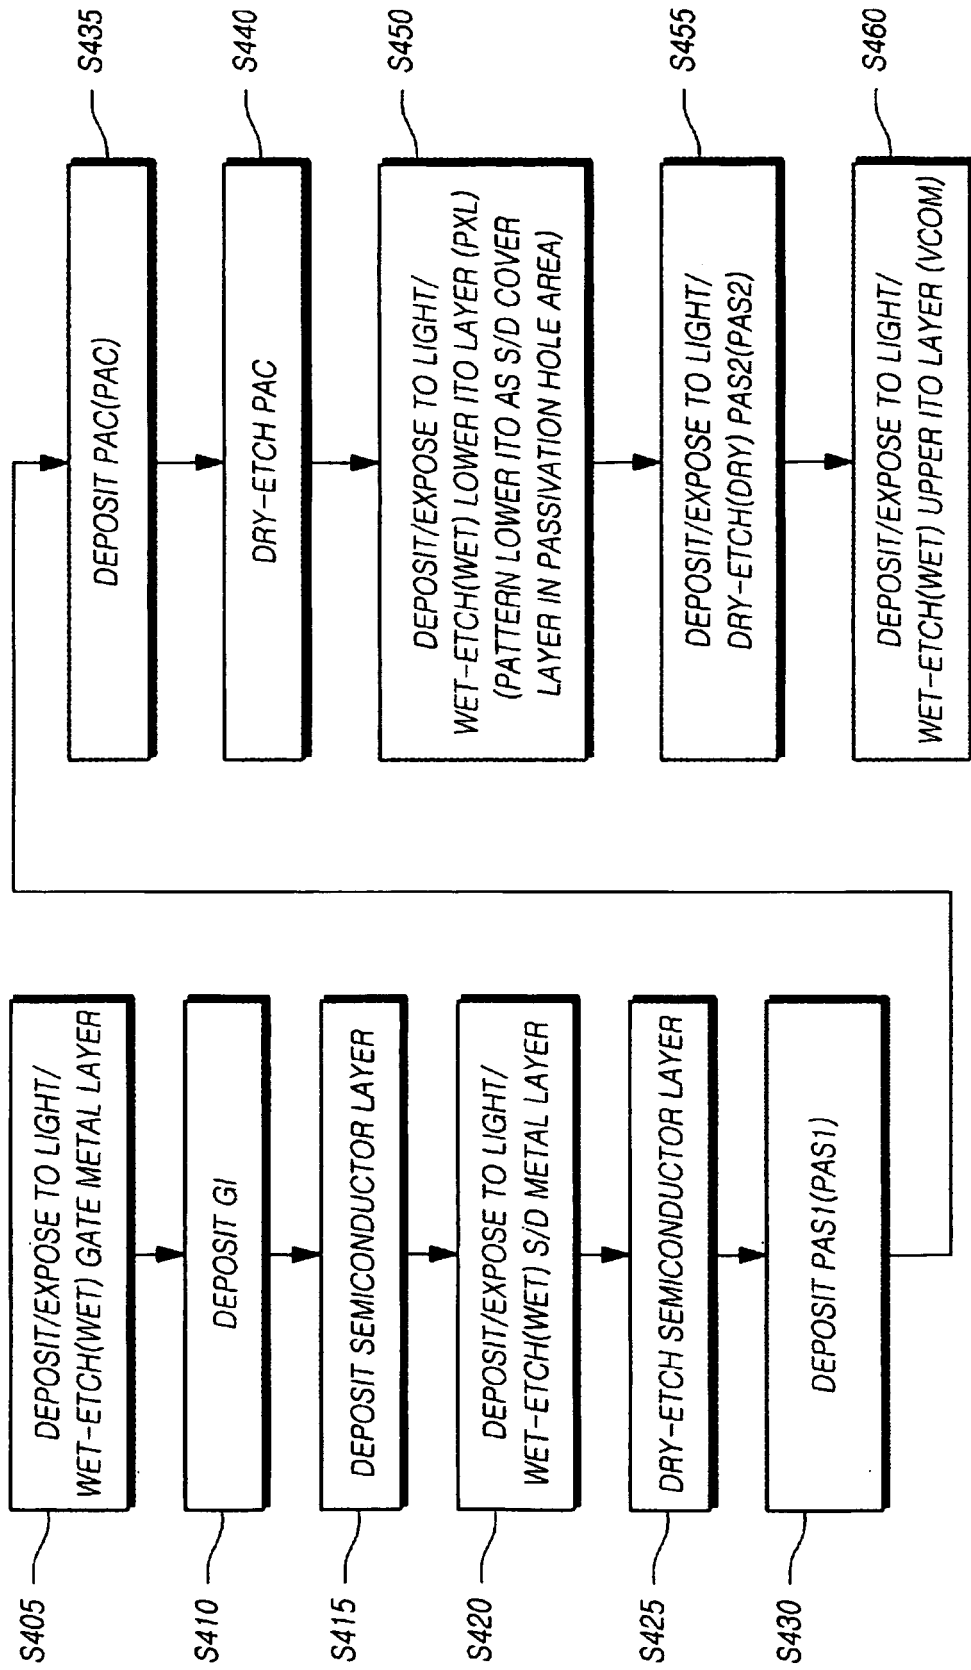 S405
DEPOSIT/EXPOSE TO LIGHT/
WET-ETCH(WET) GATE METAL LAYER
S410
DEPOSIT GI
S415
DEPOSIT SEMICONDUCTOR LAYER
S420
DEPOSIT/EXPOSE TO LIGHT/
WET-ETCH(WET) S/D METAL LAYER
S425
DRY-ETCH SEMICONDUCTOR LAYER
S430
DEPOSIT PAS1(PAS1)
DEPOSIT PAC(PAC)
S435
DRY-ETCH PAC
S440
DEPOSIT/EXPOSE TO LIGHT/
WET-ETCH(WET) LOWER ITO LAYER (PXL)
(PATTERN LOWER ITO AS S/D COVER
LAYER IN PASSIVATION HOLE AREA)
S450
DEPOSIT/EXPOSE TO LIGHT/
DRY-ETCH(DRY) PAS2(PAS2)
S455
DEPOSIT/EXPOSE TO LIGHT/
WET-ETCH(WET) UPPER ITO LAYER (VCOM)
S460